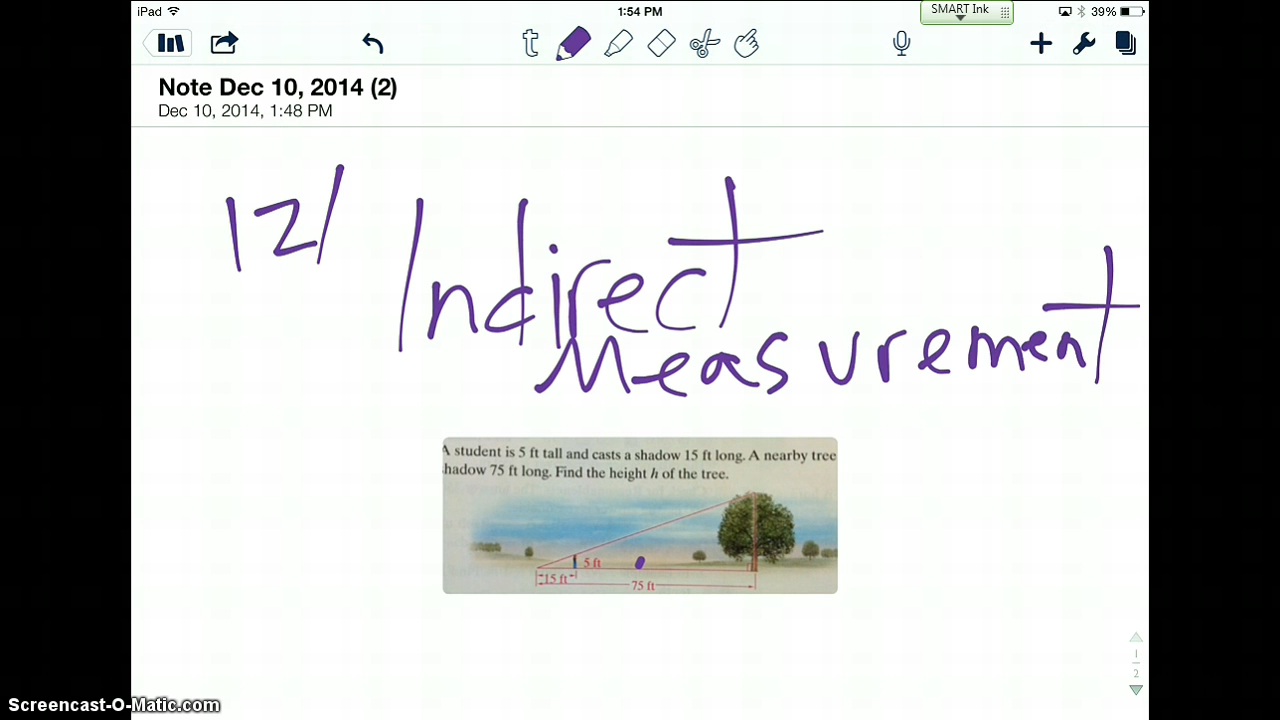 iPad 1:54 PM SMART Ink 39%
t
Note Dec 10, 2014 (2)
Dec 10, 2014, 1:48 PM
12/ Indirect
Measurement
A student is 5 ft tall and casts a shadow 15 ft long. A nearby tree
hadow 75 ft long. Find the height h of the tree.
5 ft
15 ft
75 ft
1
2
Screencast-O-Matic.com